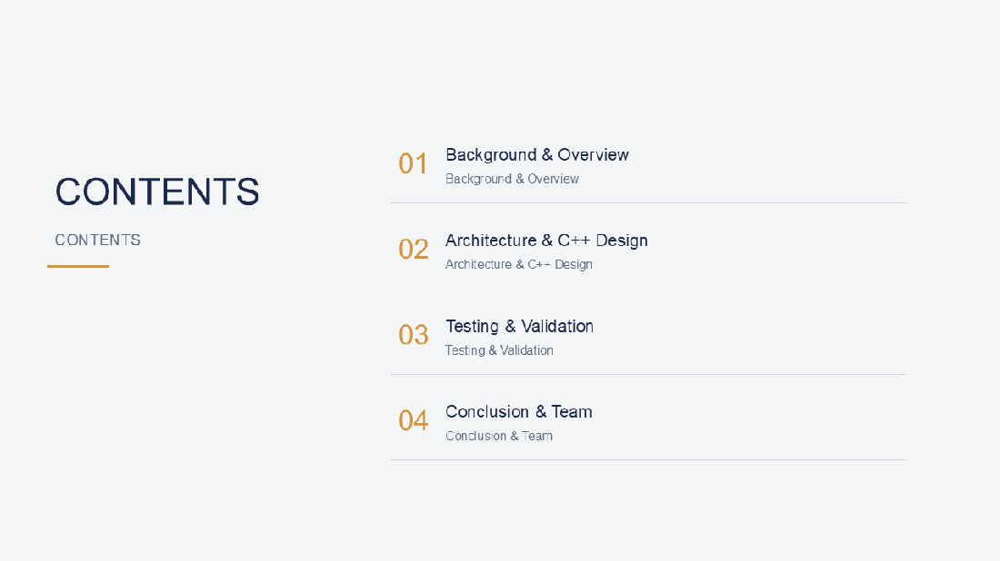 CONTENTS
CONTENTS
01
Background & Overview
Background & Overview
02
Architecture & C++ Design
Architecture & C++ Design
03
Testing & Validation
Testing & Validation
04
Conclusion & Team
Conclusion & Team